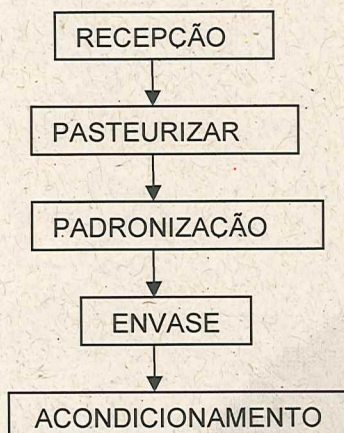 RECEPÇÃO
PASTEURIZAR
PADRONIZAÇÃO
ENVASE
ACONDICIONAMENTO